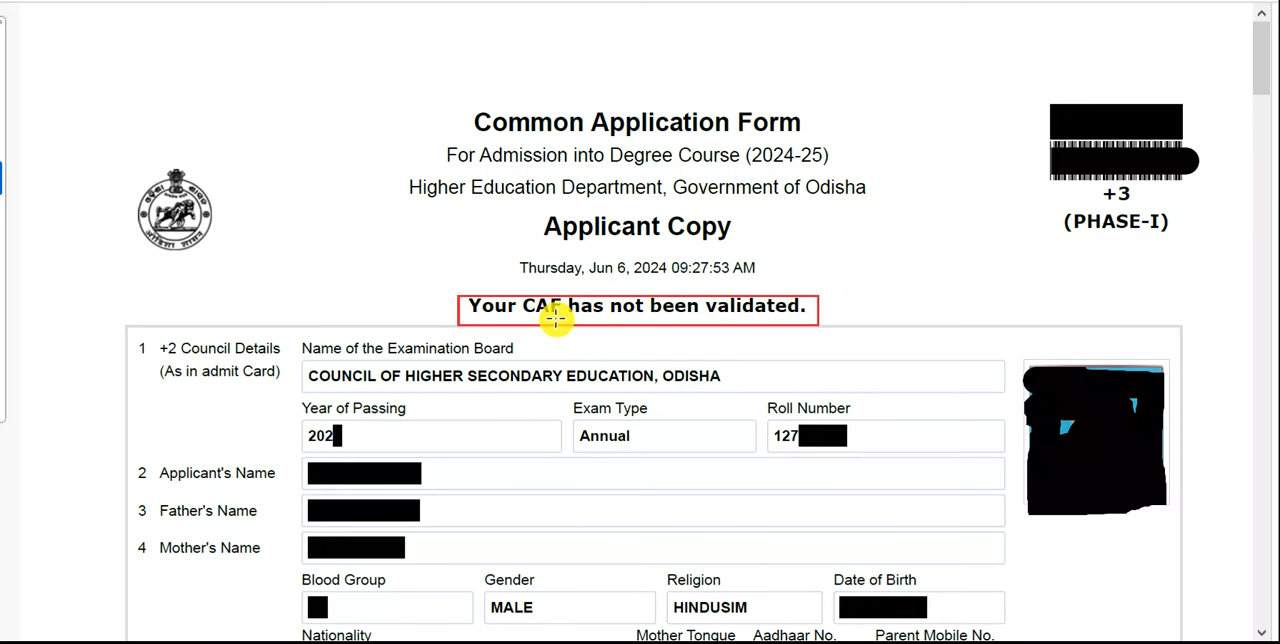 Common Application Form
For Admission into Degree Course (2024-25)
Higher Education Department, Government of Odisha
Applicant Copy
Thursday, Jun 6, 2024 09:27:53 AM
+3
(PHASE-I)
Your CAF has not been validated.
1 +2 Council Details
(As in admit Card)
Name of the Examination Board
COUNCIL OF HIGHER SECONDARY EDUCATION, ODISHA
Year of Passing Exam Type Roll Number
202 Annual 127
2 Applicant's Name
3 Father's Name
4 Mother's Name
Blood Group Gender Religion Date of Birth
MALE HINDUSIM
Nationality Mother Tongue Aadhaar No. Parent Mobile No.